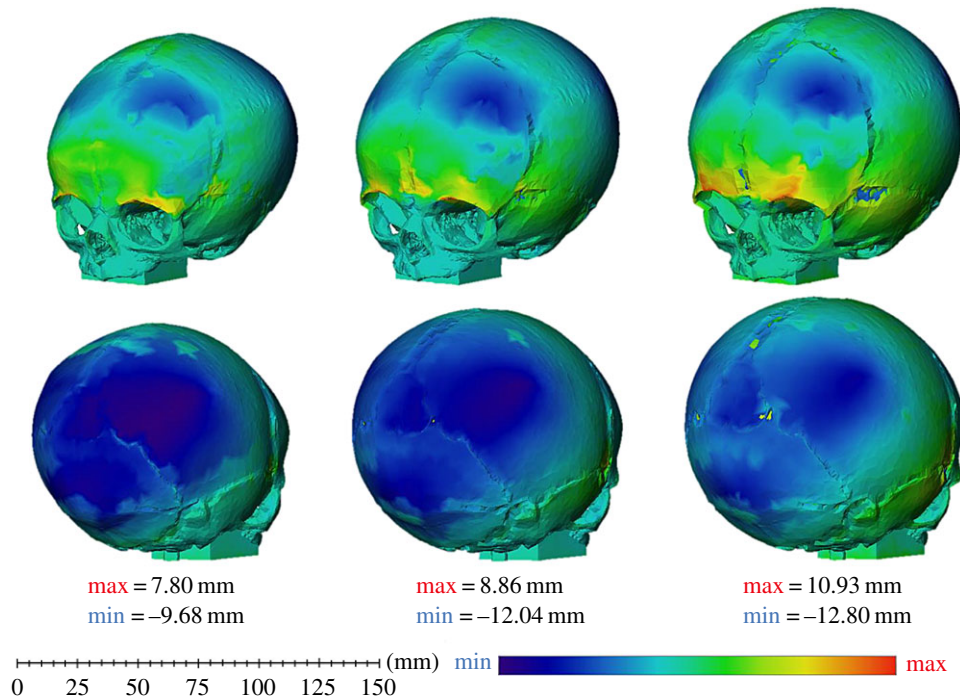 max = 7.80 mm
min = –9.68 mm
max = 8.86 mm
min = –12.04 mm
max = 10.93 mm
min = –12.80 mm
(mm)
0 25 50 75 100 125 150
min max